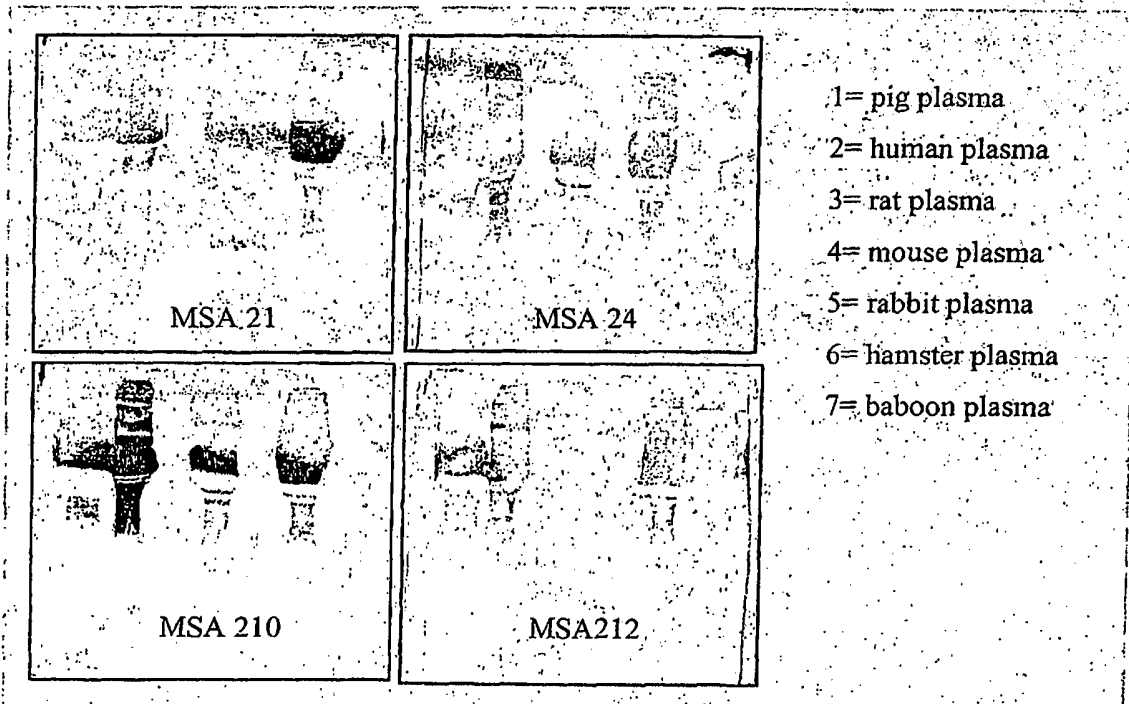 MSA 21
MSA 24
MSA 210
MSA212
1= pig plasma
2= human plasma
3= rat plasma
4= mouse plasma
5= rabbit plasma
6= hamster plasma
7= baboon plasma